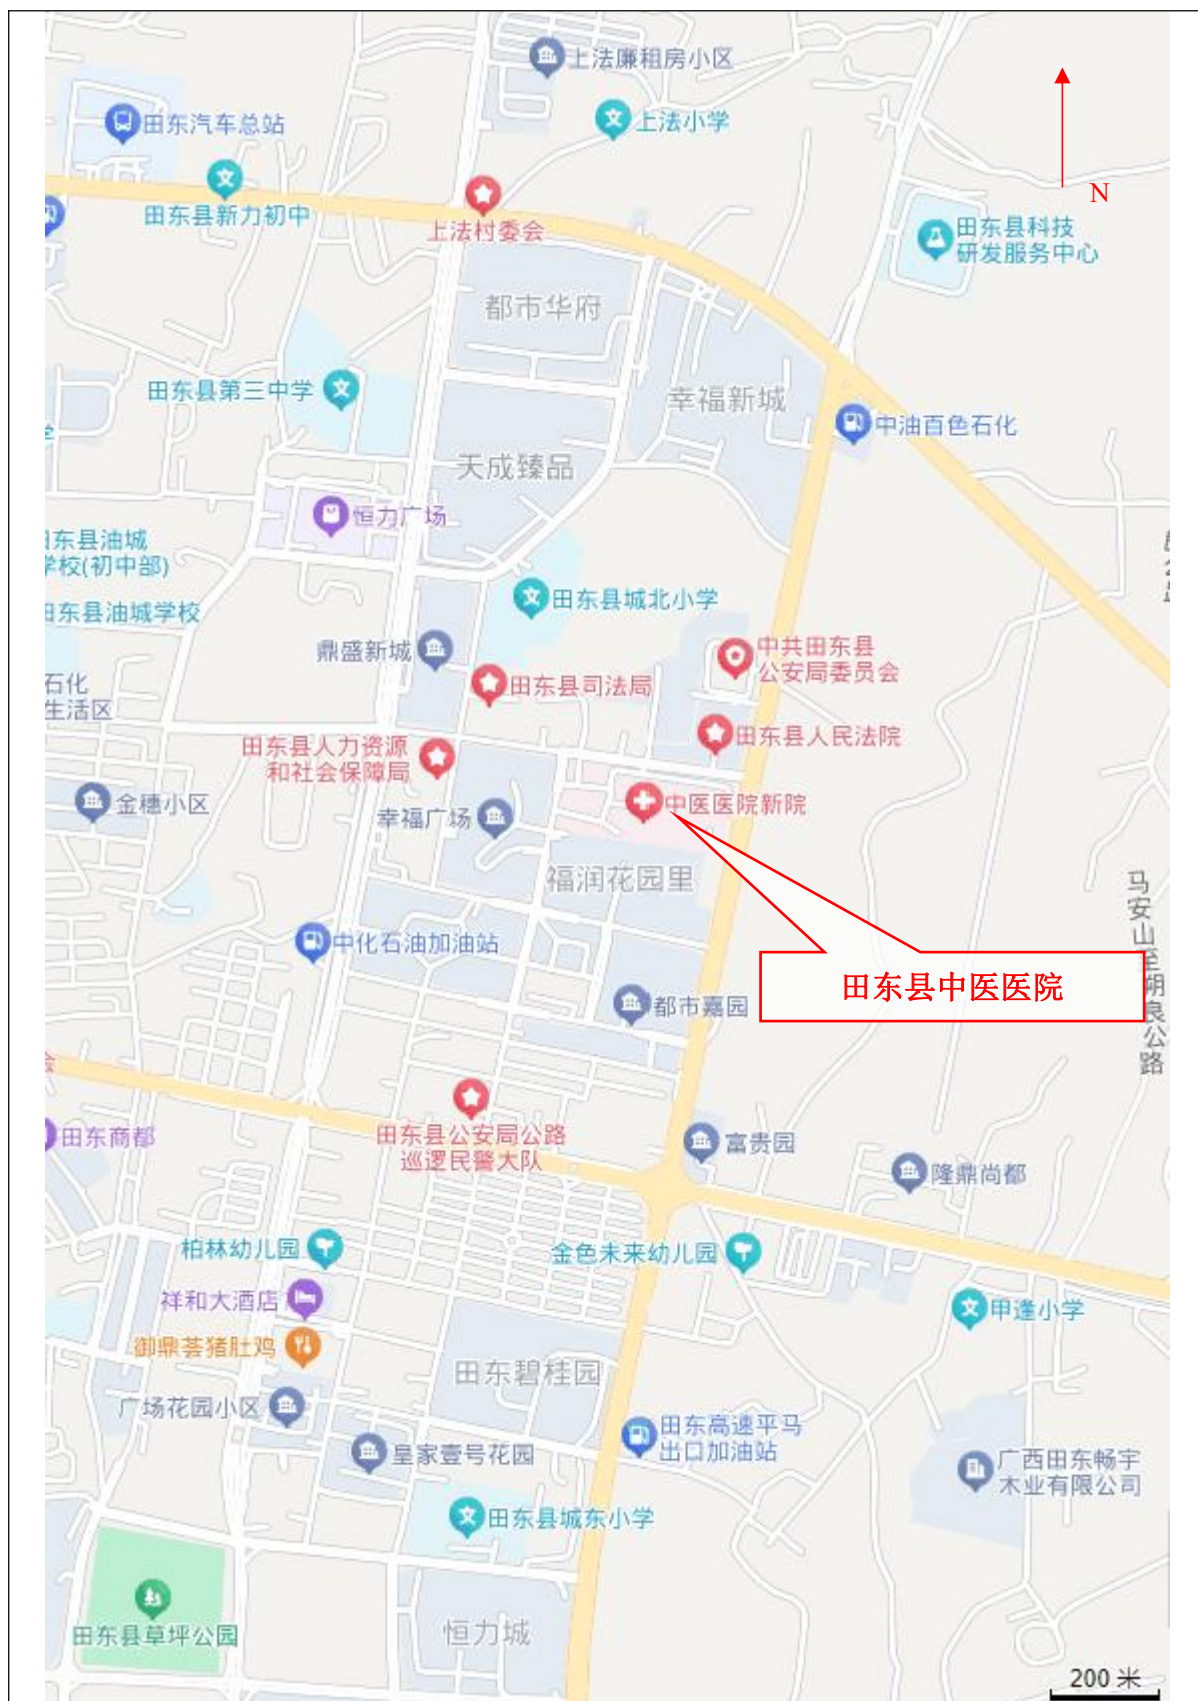 上法廉租房小区
田东汽车总站
上法小学
N
田东县新力初中
上法村委会
田东县科技
研发服务中心
都市华府
田东县第三中学
幸福新城
中油百色石化
天成臻品
恒力广场
田东县油城
学校(初中部)
田东县油城学校
田东县城北小学
鼎盛新城
中共田东县
公安局委员会
田东县司法局
石化
生活区
田东县人民法院
田东县人力资源
和社会保障局
金穗小区
幸福广场
中医医院新院
福润花园里
马安山至朔良公路
中化石油加油站
田东县中医医院
都市嘉园
田东商都
田东县公安局公路
巡逻民警大队
富贵园
隆鼎尚都
柏林幼儿园
金色未来幼儿园
祥和大酒店
甲逢小学
御鼎荟猪肚鸡
田东碧桂园
广场花园小区
田东高速平马
出口加油站
皇家壹号花园
广西田东畅宇
木业有限公司
田东县城东小学
田东县草坪公园
恒力城
200 米